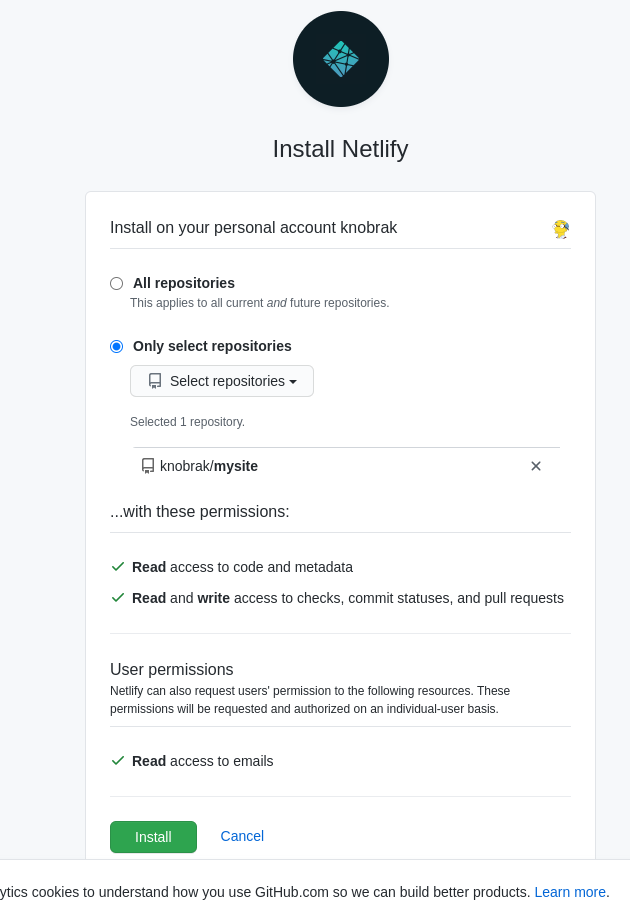 Install Netlify
Install on your personal account knobrak
All repositories
This applies to all current and future repositories.
Only select repositories
Select repositories
Selected 1 repository.
knobrak/mysite
...with these permissions:
Read access to code and metadata
Read and write access to checks, commit statuses, and pull requests
User permissions
Netlify can also request users' permission to the following resources. These
permissions will be requested and authorized on an individual-user basis.
Read access to emails
Install Cancel
ytics cookies to understand how you use GitHub.com so we can build better products. Learn more.